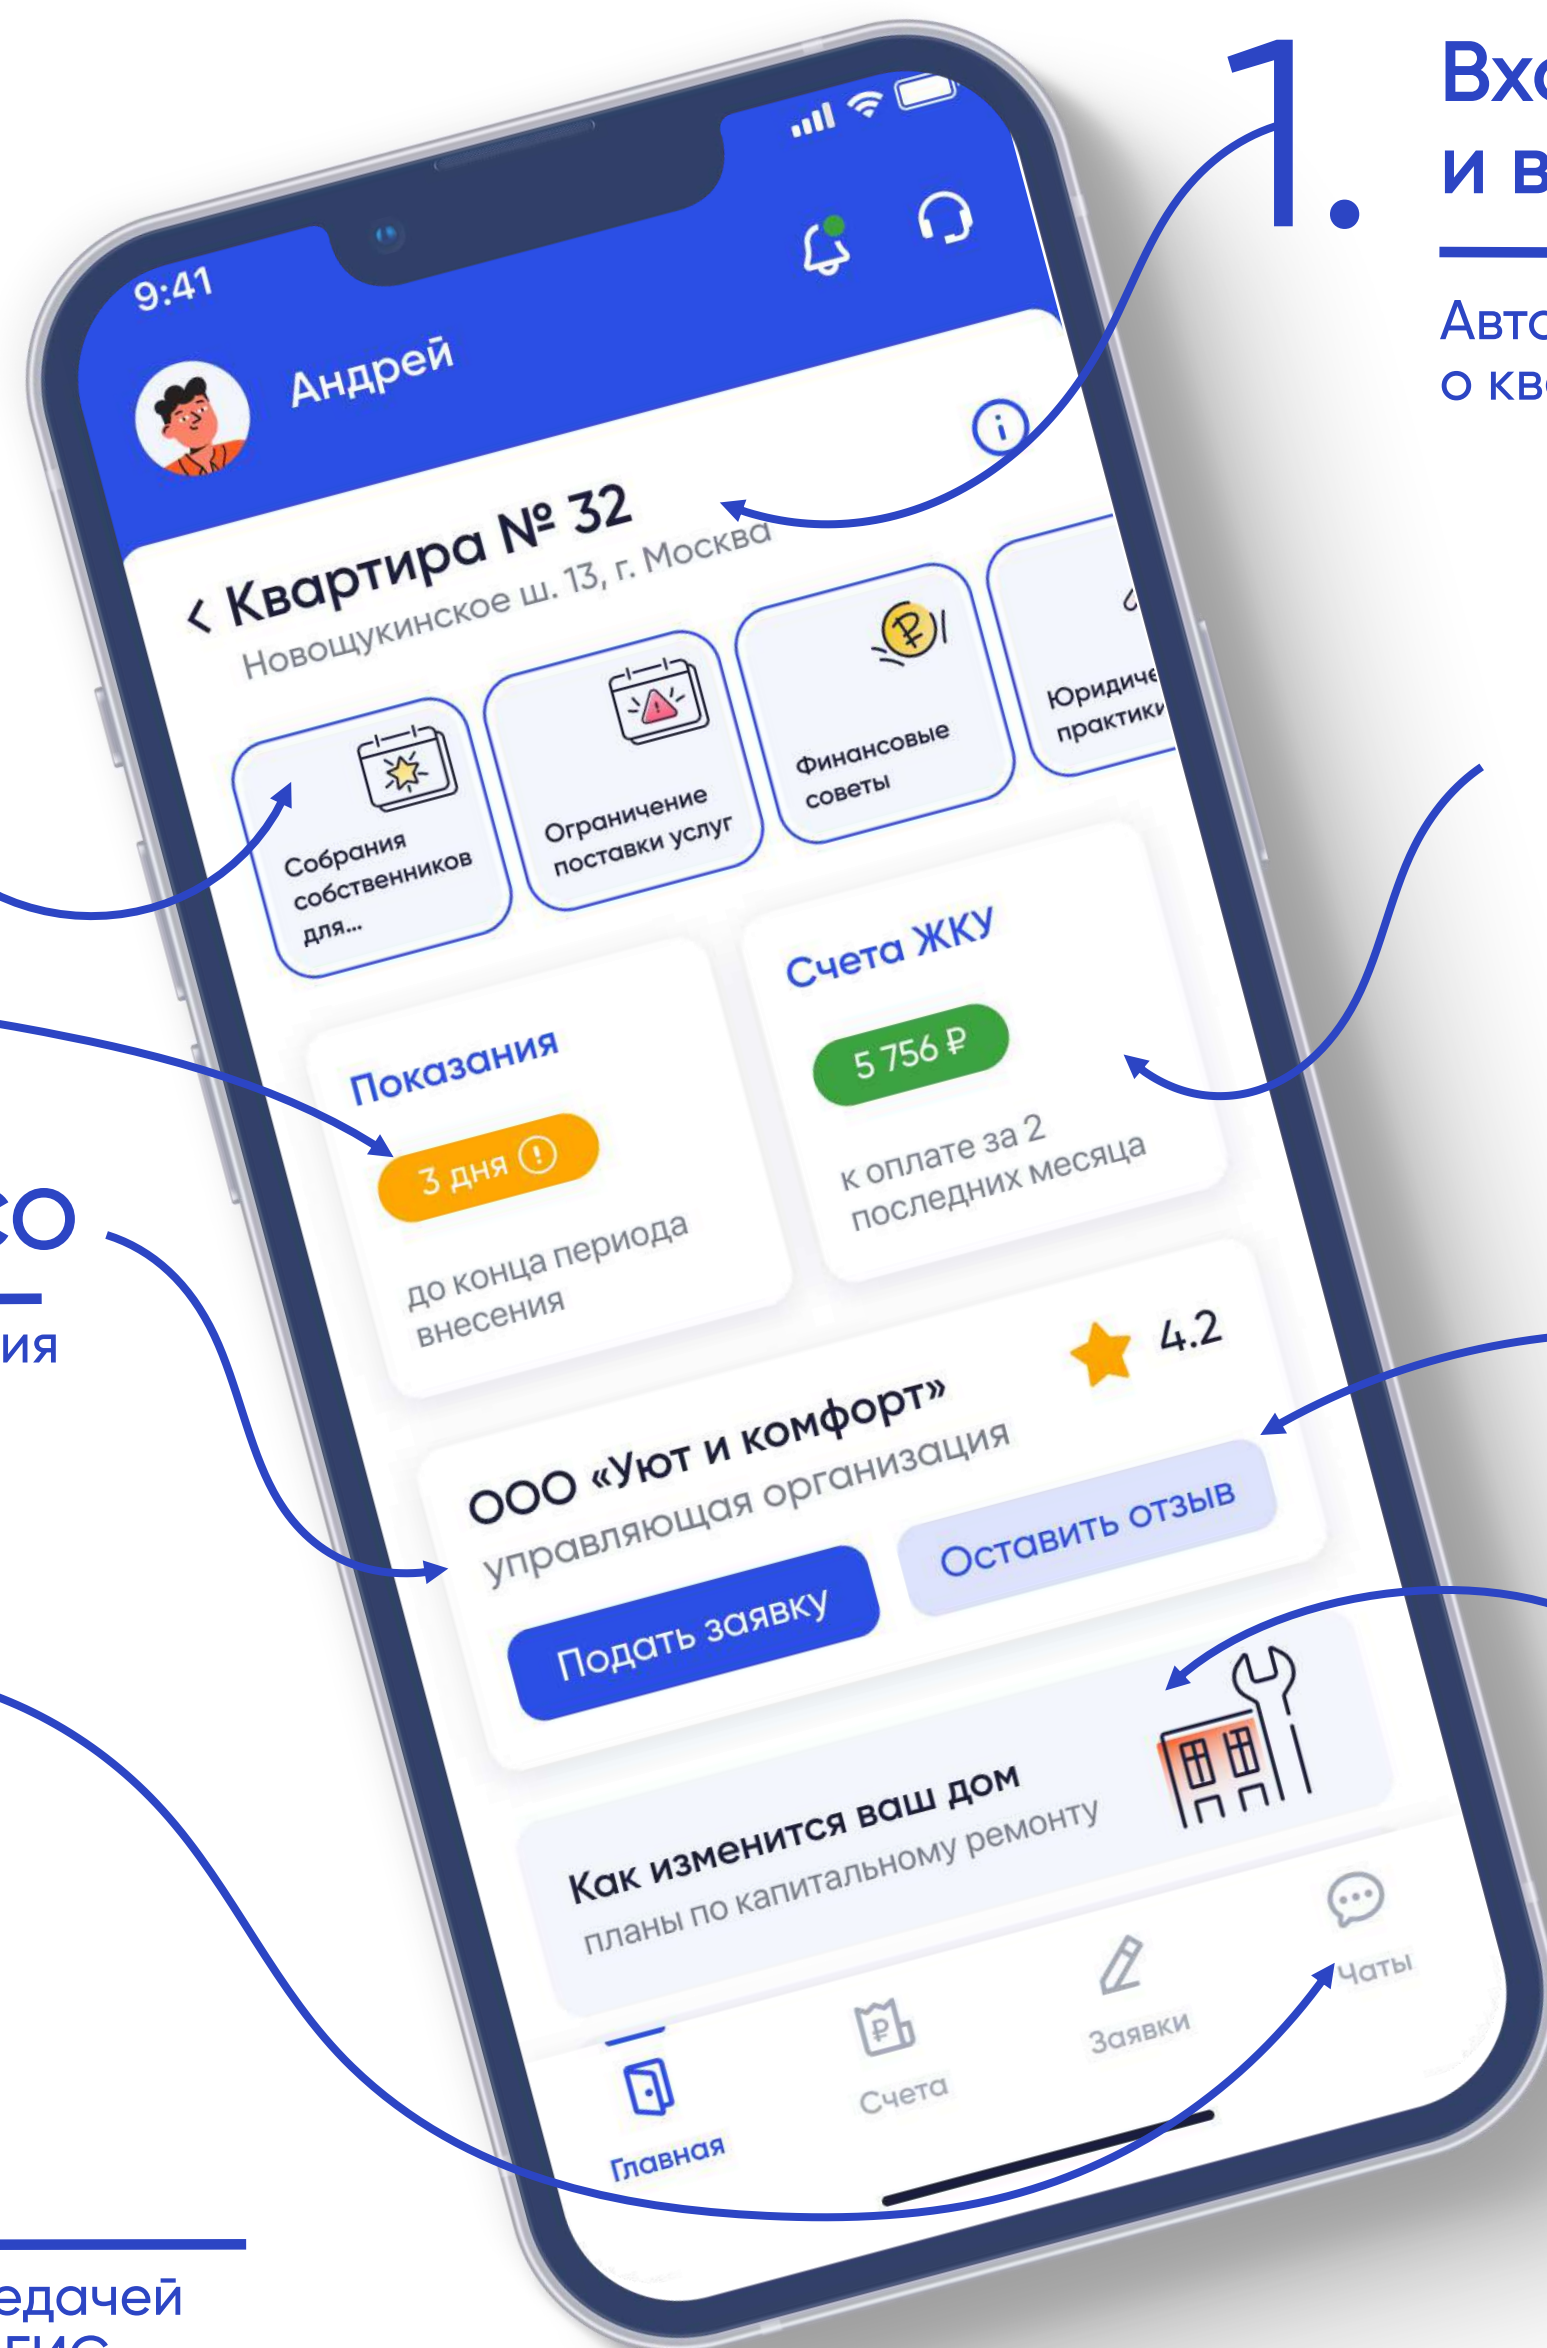 1.
9:41
Андрей
< Квартира № 32
Новощукинское ш. 13, г. Москва
Собрания
собственников
для...
Ограничение
поставки услуг
Финансовые
советы
Показания
3 дня
до конца периода
внесения
Счета ЖКУ
5 756 ₽
к оплате за 2
последних месяца
ООО «Уют и комфорт»
4.2
управляющая организация
Подать заявку
Оставить отзыв
Как изменится ваш дом
планы по капитальному ремонту
Главная
Счета
Заявки
Чаты